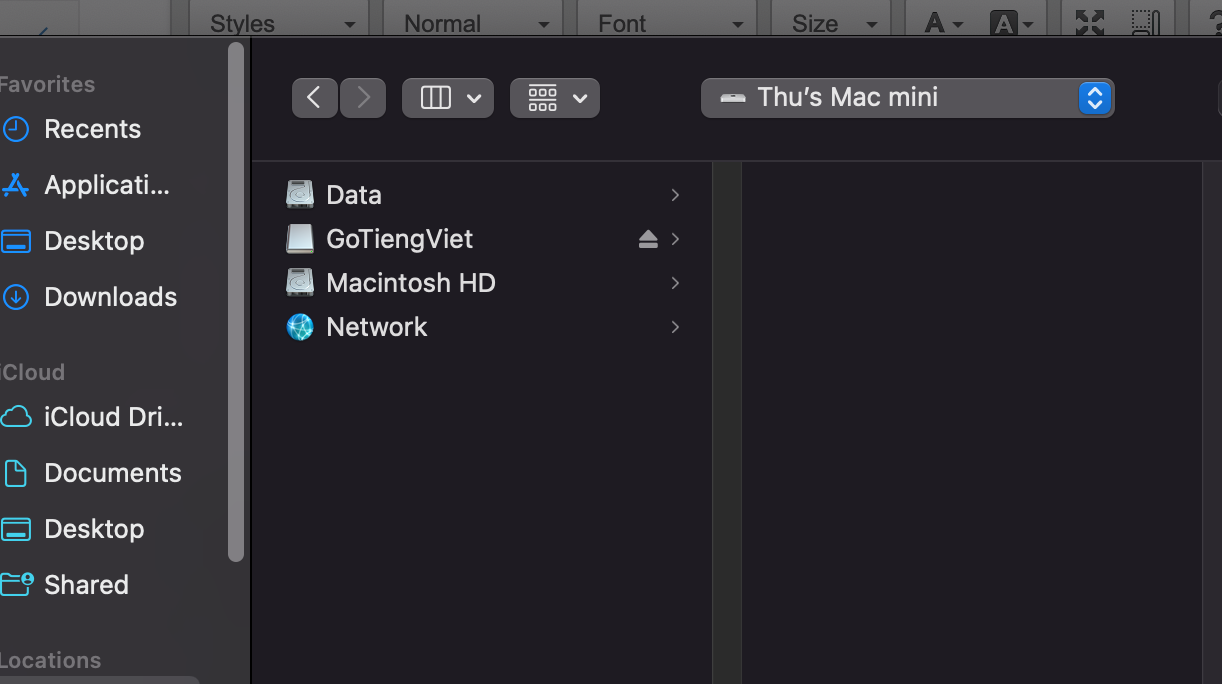 Styles
Normal
Font
Size
A
A
?
Favorites
Recents
Applicati...
Desktop
Downloads
iCloud
iCloud Dri...
Documents
Desktop
Shared
Locations
Thu's Mac mini
Data
GoTiengViet
Macintosh HD
Network